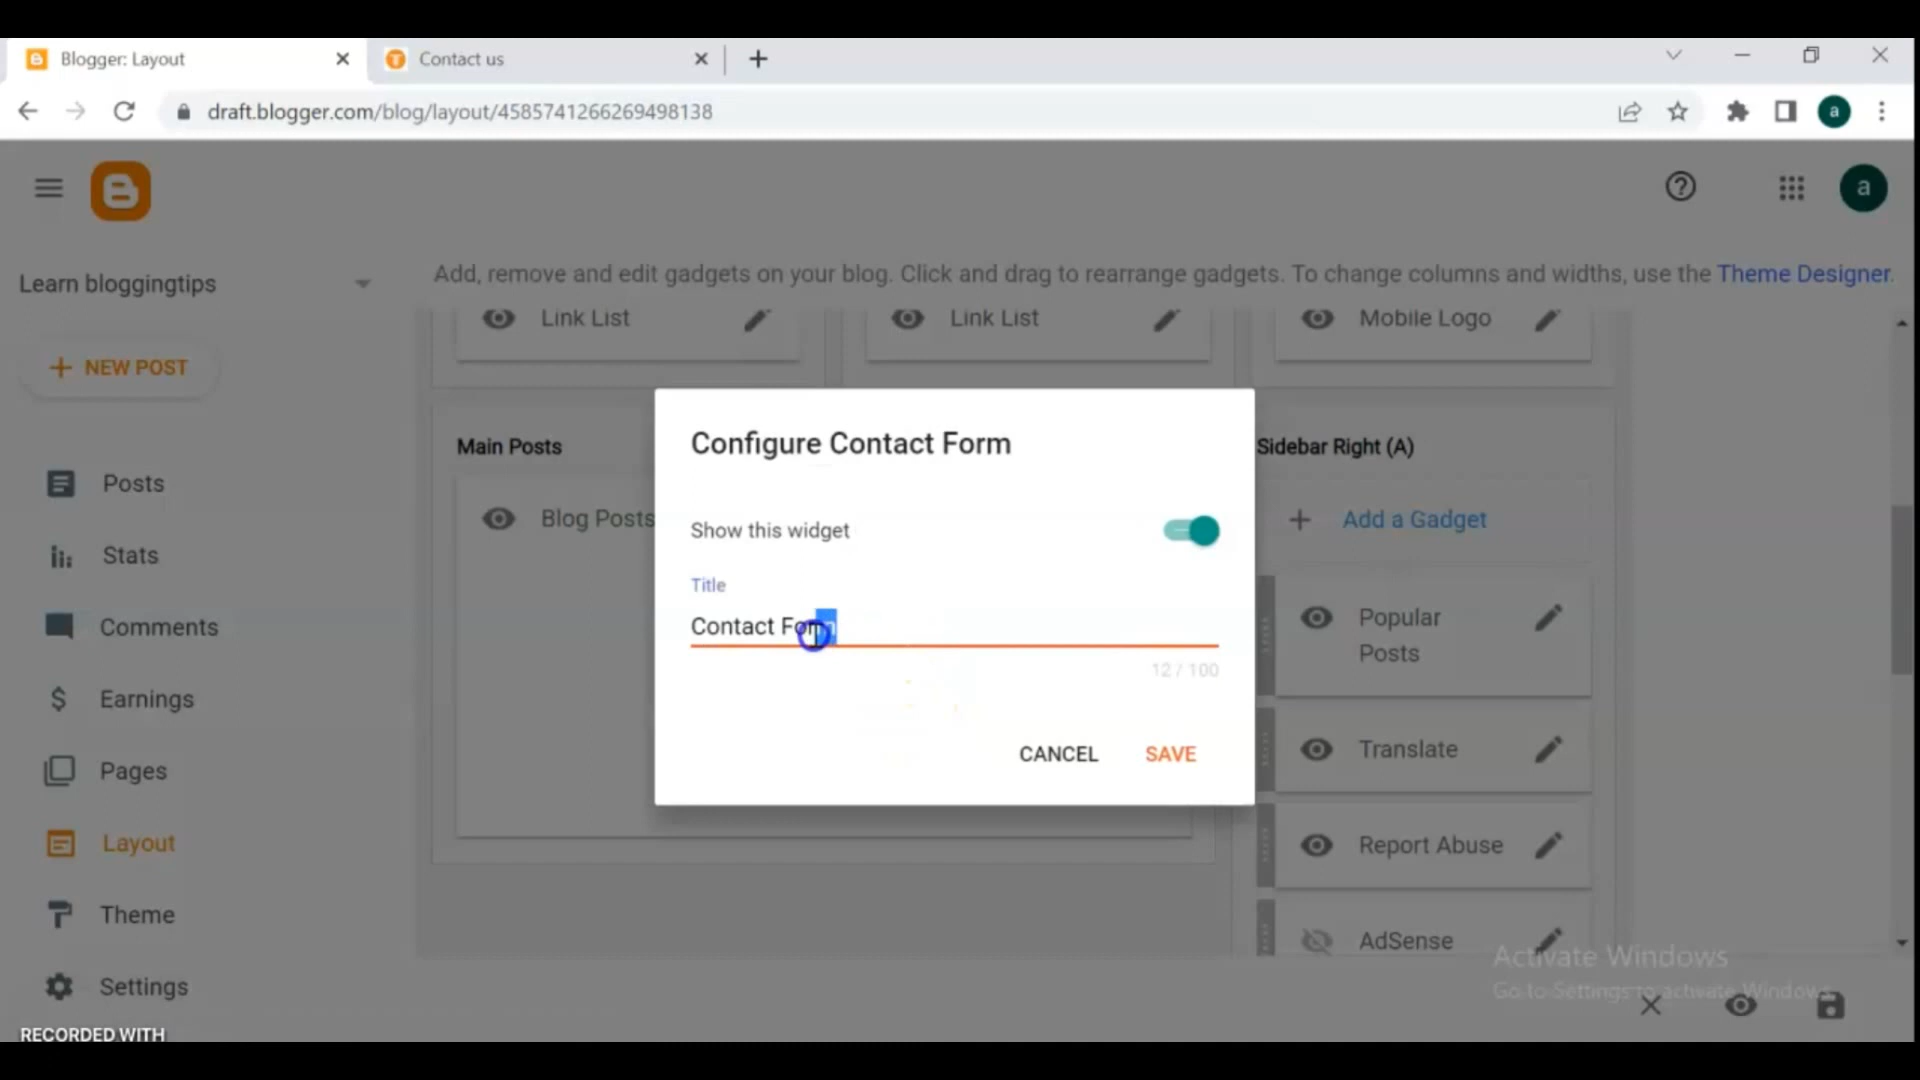 Blogger: Layout
Contact us
draft.blogger.com/blog/layout/4585741266269498138
a
a
Learn bloggingtips
Add, remove and edit gadgets on your blog. Click and drag to rearrange gadgets. To change columns and widths, use the Theme Designer.
Link List
Link List
Mobile Logo
NEW POST
Main Posts
Configure Contact Form
Sidebar Right (A)
Posts
Blog Posts
Show this widget
Add a Gadget
Stats
Title
Comments
Contact Form
Popular
Posts
12 / 100
Earnings
CANCEL
SAVE
Translate
Pages
Layout
Report Abuse
Theme
AdSense
Activate Windows
Settings
Go to Settings to activate Windows.
RECORDED WITH